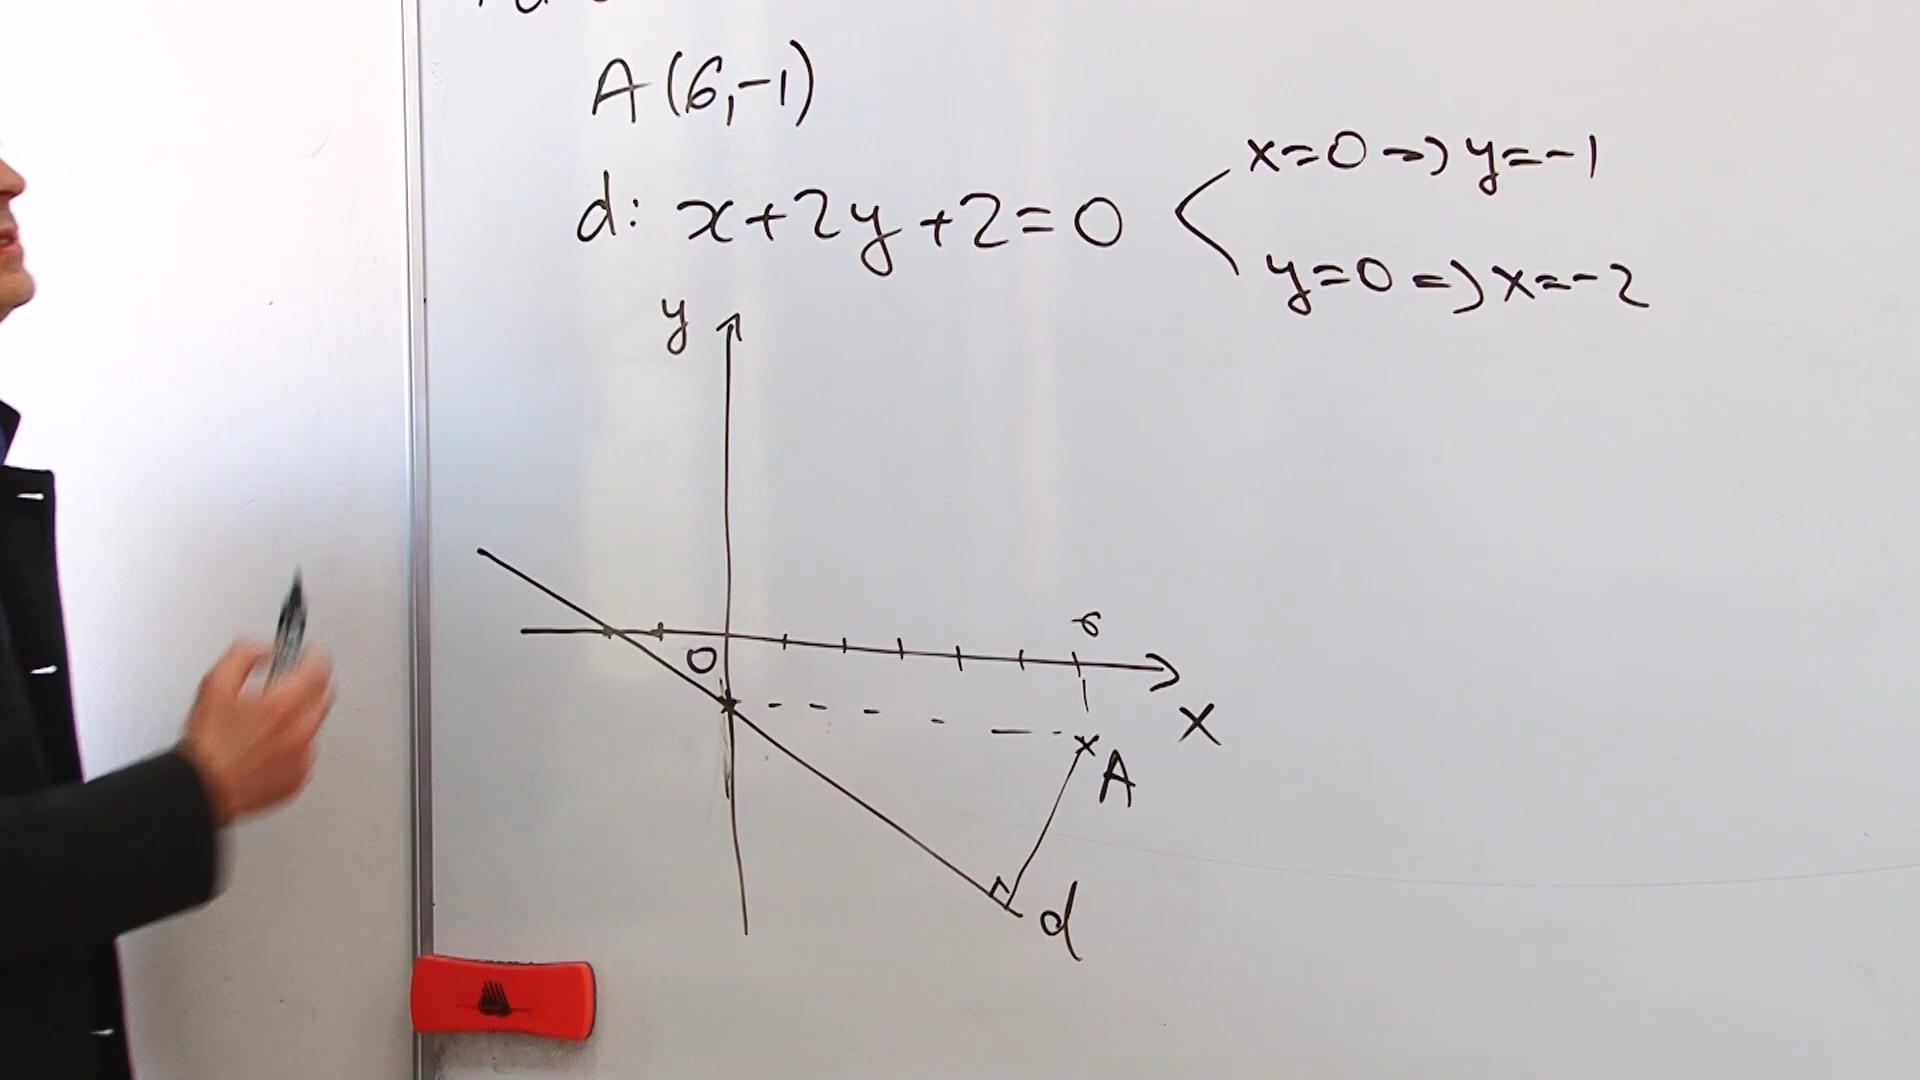 A(6,-1)
d: x+2y+2=0
x=0 => y=-1
y=0 => x=-2
y
6
O
x
A
d